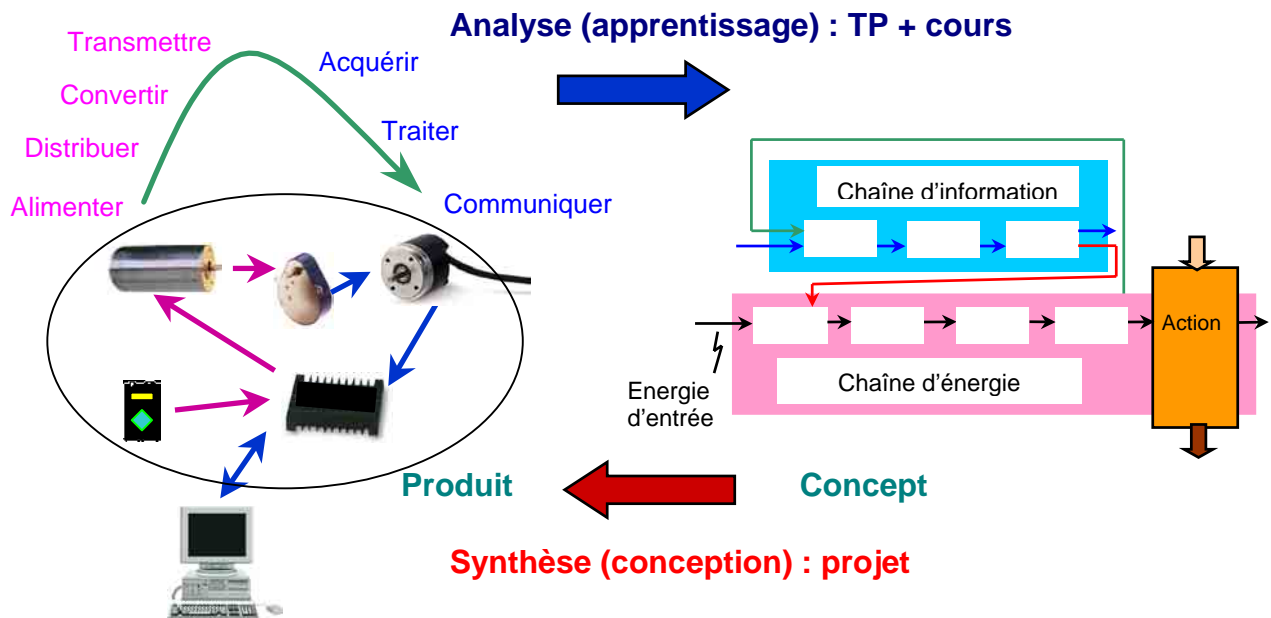 Analyse (apprentissage) : TP + cours
Transmettre
Acquérir
Convertir
Traiter
Distribuer
Alimenter
Communiquer
Chaîne d'information
Action
Chaîne d'énergie
Energie
d'entrée
Produit
Concept
Synthèse (conception) : projet